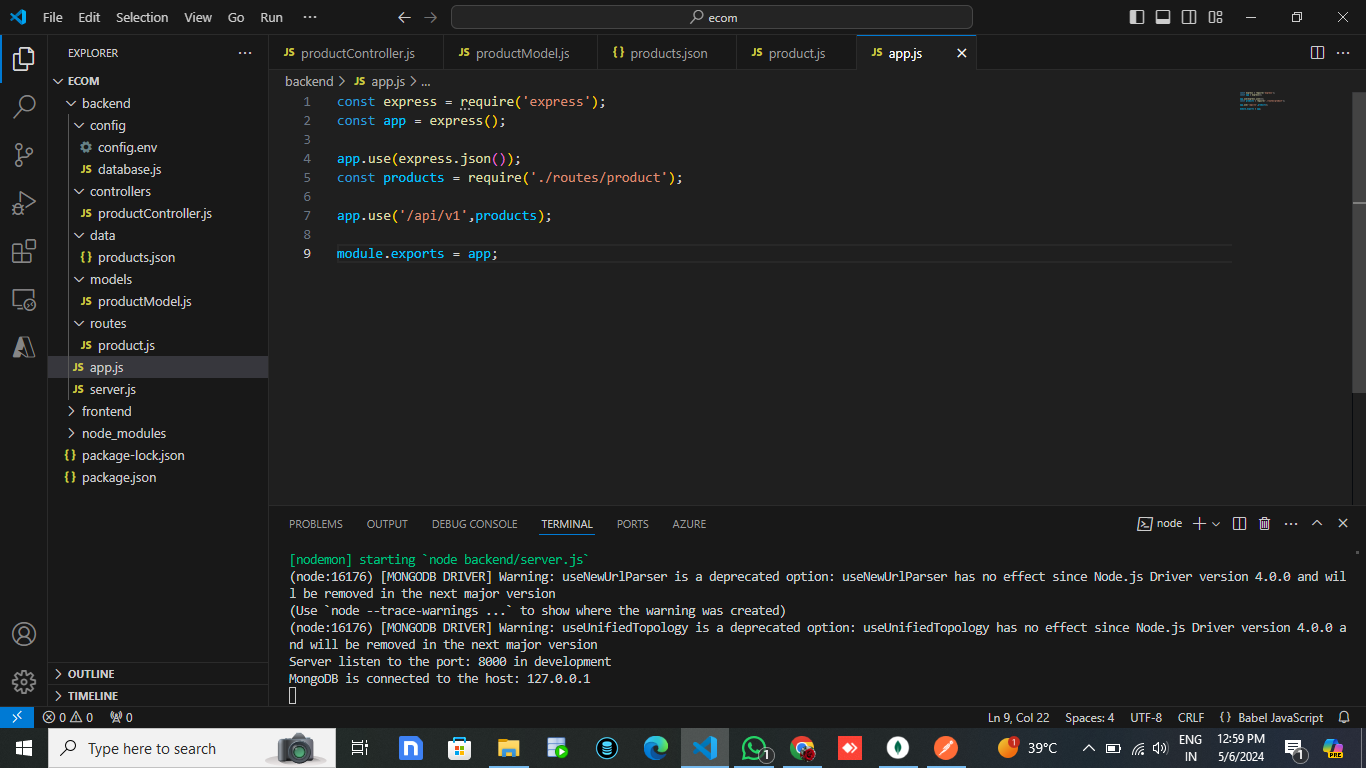 File Edit Selection View Go Run ··· ecom
EXPLORER ···
productController.js productModel.js products.json product.js app.js
ECOM
backend
config
config.env
database.js
controllers
productController.js
data
products.json
models
productModel.js
routes
product.js
app.js
server.js
frontend
node_modules
package-lock.json
package.json
OUTLINE
TIMELINE
backend > JS app.js > ...
1 const express = require('express');
2 const app = express();
3
4 app.use(express.json());
5 const products = require('./routes/product');
6
7 app.use('/api/v1',products);
8
9 module.exports = app;
PROBLEMS OUTPUT DEBUG CONSOLE TERMINAL PORTS AZURE node
[nodemon] starting `node backend/server.js`
(node:16176) [MONGODB DRIVER] Warning: useNewUrlParser is a deprecated option: useNewUrlParser has no effect since Node.js Driver version 4.0.0 and wil
l be removed in the next major version
(Use `node --trace-warnings ...` to show where the warning was created)
(node:16176) [MONGODB DRIVER] Warning: useUnifiedTopology is a deprecated option: useUnifiedTopology has no effect since Node.js Driver version 4.0.0 a
nd will be removed in the next major version
Server listen to the port: 8000 in development
MongoDB is connected to the host: 127.0.0.1
0 0 0 Ln 9, Col 22 Spaces: 4 UTF-8 CRLF { } Babel JavaScript
Type here to search 1 1 39°C ENG 12:59 PM 1 PRE
IN 5/6/2024